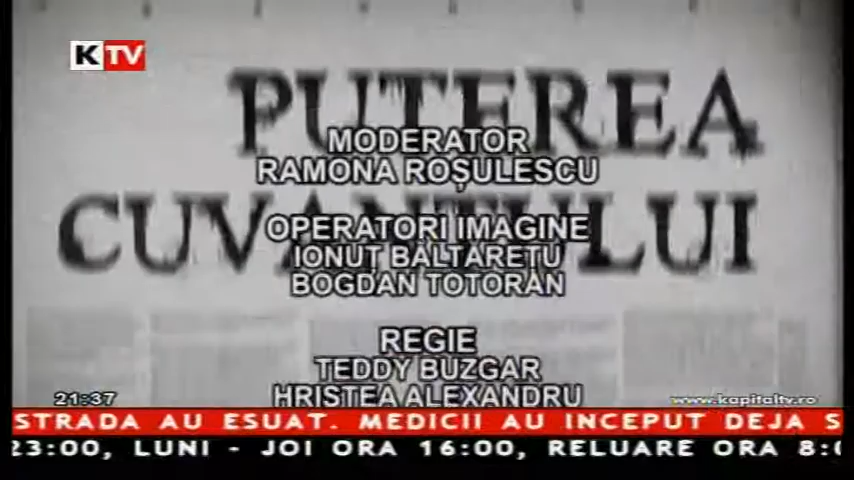 KTV
PUTEREA
MODERATOR
RAMONA ROȘULESCU
CUVANTULUI
OPERATORI IMAGINE
IONUȚ BALTAREȚU
BOGDAN TOTORAN
REGIE
TEDDY BUZGAR
HRISTEA ALEXANDRU
21:37
www.kapitaltv.ro
STRADA AU ESUAT. MEDICII AU INCEPUT DEJA S
23:00, LUNI - JOI ORA 16:00, RELUARE ORA 8:0